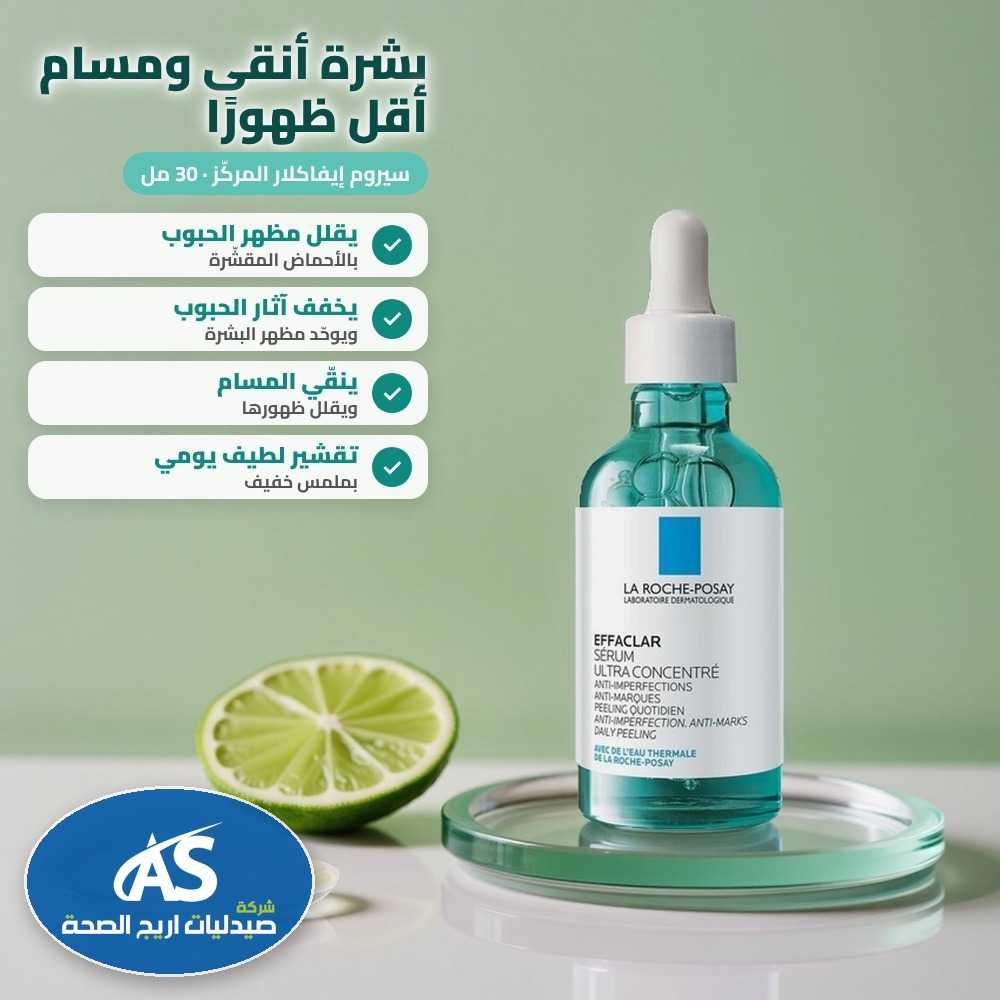 بشرة أنقى ومسام
أقل ظهورًا
سيروم إيفاكلار المركّز · 30 مل
يقلل مظهر الحبوب
بالأحماض المقشّرة
يخفف آثار الحبوب
ويوحّد مظهر البشرة
ينقّي المسام
ويقلل ظهورها
تقشير لطيف يومي
بملمس خفيف
LA ROCHE-POSAY
LABORATOIRE DERMATOLOGIQUE
EFFACLAR
SÉRUM
ULTRA CONCENTRÉ
ANTI-IMPERFECTIONS
ANTI-MARQUES
PEELING QUOTIDIEN
ANTI-IMPERFECTION. ANTI-MARKS
DAILY PEELING
AVEC DE L'EAU THERMALE
DE LA ROCHE-POSAY
AS
شركة
صيدليات اريج الصحة